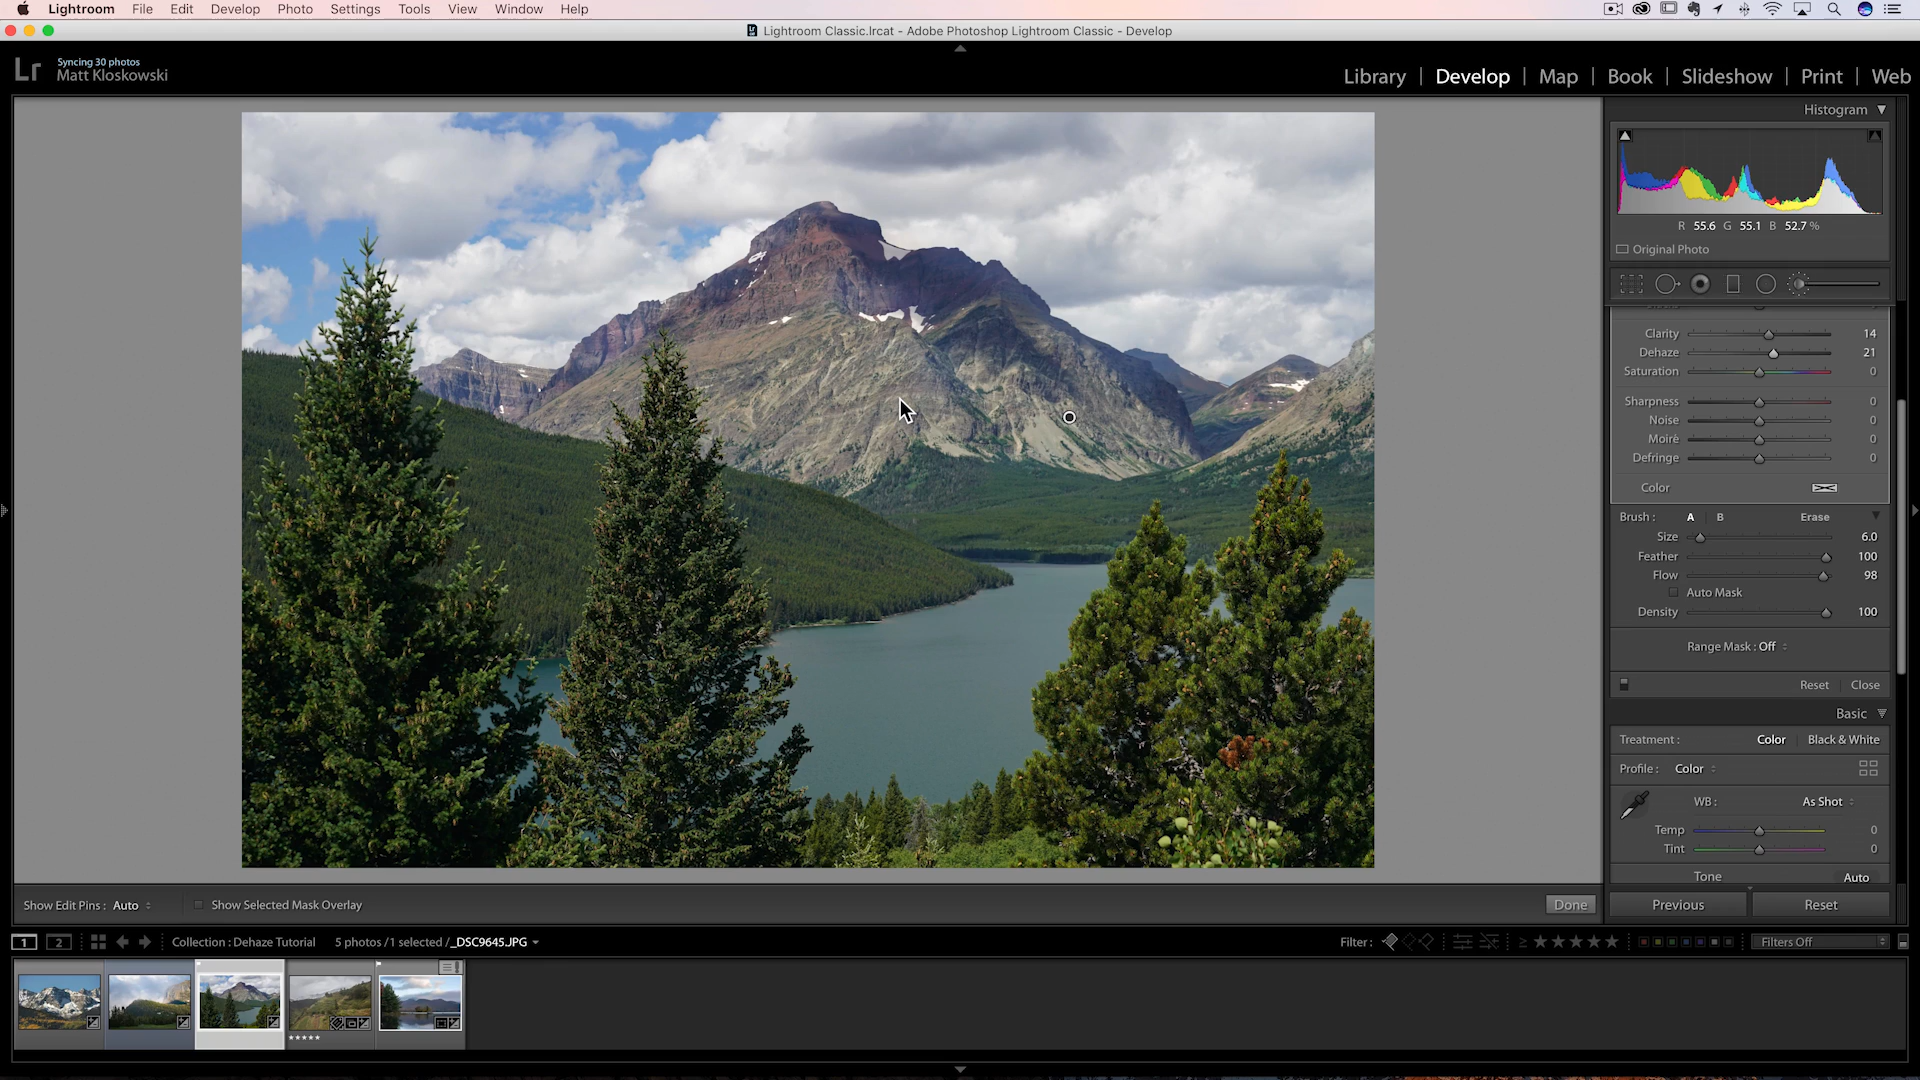 Lightroom File Edit Develop Photo Settings Tools View Window Help
Lightroom Classic.lrcat - Adobe Photoshop Lightroom Classic - Develop
Lr
Syncing 30 photos
Matt Kloskowski
Library | Develop | Map | Book | Slideshow | Print | Web
Histogram
R 55.6 G 55.1 B 52.7 %
Original Photo
Clarity 14
Dehaze 21
Saturation 0
Sharpness 0
Noise 0
Moiré 0
Defringe 0
Color
Brush : A B Erase
Size 6.0
Feather 100
Flow 98
Auto Mask
Density 100
Range Mask : Off
Reset Close
Basic
Treatment : Color Black & White
Profile : Color
WB : As Shot
Temp 0
Tint 0
Tone Auto
Show Edit Pins : Auto Show Selected Mask Overlay Done
Previous Reset
1 2 Collection : Dehaze Tutorial 5 photos / 1 selected / _DSC9645.JPG Filter : ≥ ★★★★★ Filters Off